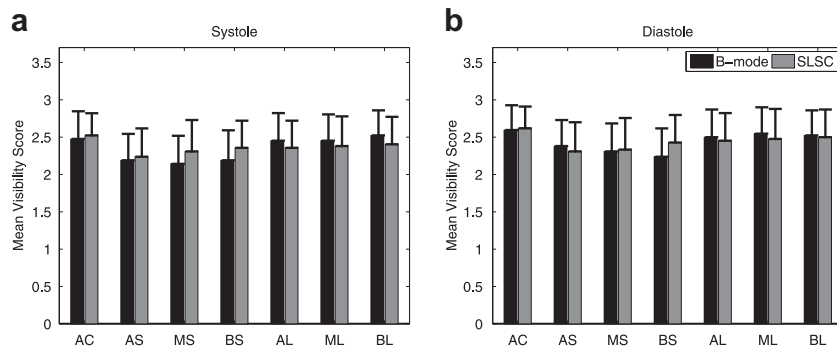 a
Systole
Mean Visibility Score
3.5
3
2.5
2
1.5
1
0.5
0
AC AS MS BS AL ML BL
b
Diastole
B-mode SLSC
Mean Visibility Score
3.5
3
2.5
2
1.5
1
0.5
0
AC AS MS BS AL ML BL